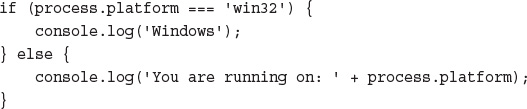 if (process.platform === 'win32') {
    console.log('Windows');
} else {
    console.log('You are running on: ' + process.platform);
}